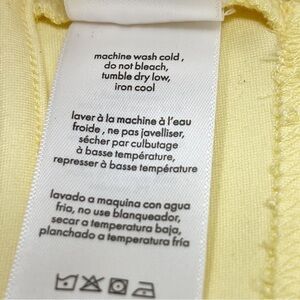 machine wash cold ,
do not bleach,
tumble dry low,
iron cool
laver à la machine à l'eau
froide , ne pas javelliser,
sécher par culbutage
à basse température,
represser à basse température
lavado a maquina con agua
fria, no use blanqueador,
secar a temperatura baja,
planchado a temperatura fría